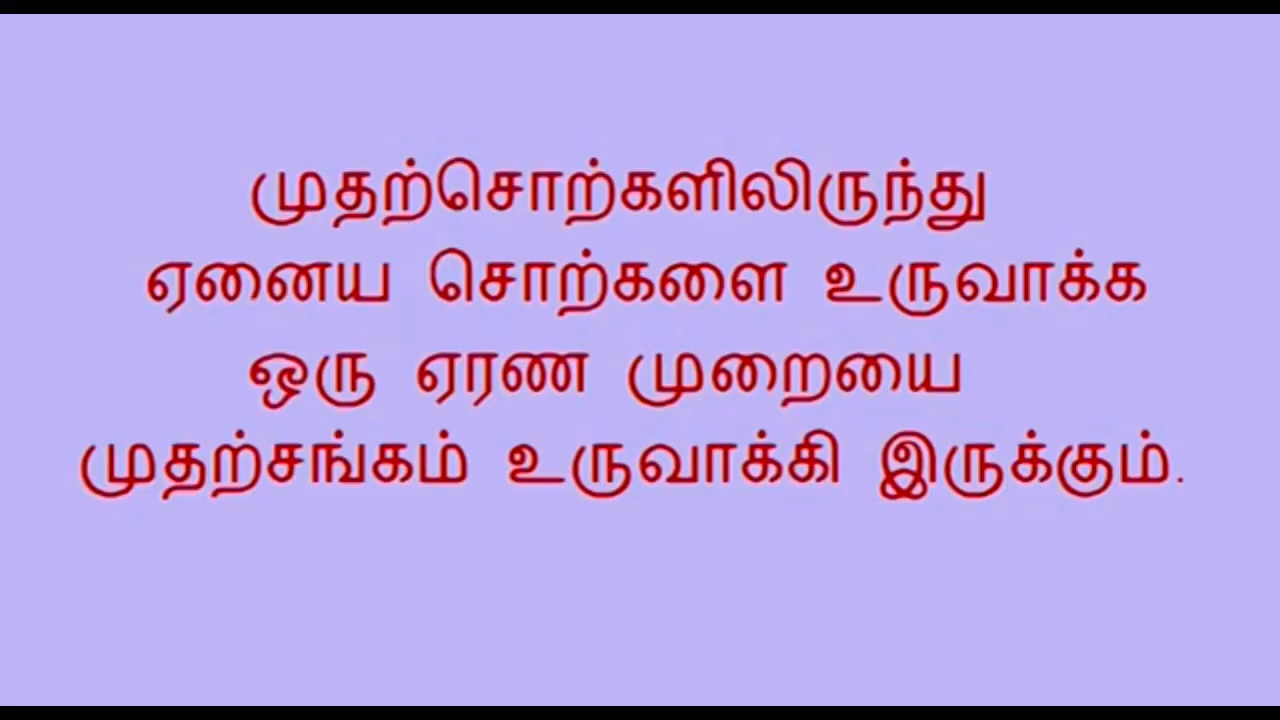 முதற்சொற்களிலிருந்து
ஏனைய சொற்களை உருவாக்க
ஒரு ஏரண முறையை
முதற்சங்கம் உருவாக்கி இருக்கும்.